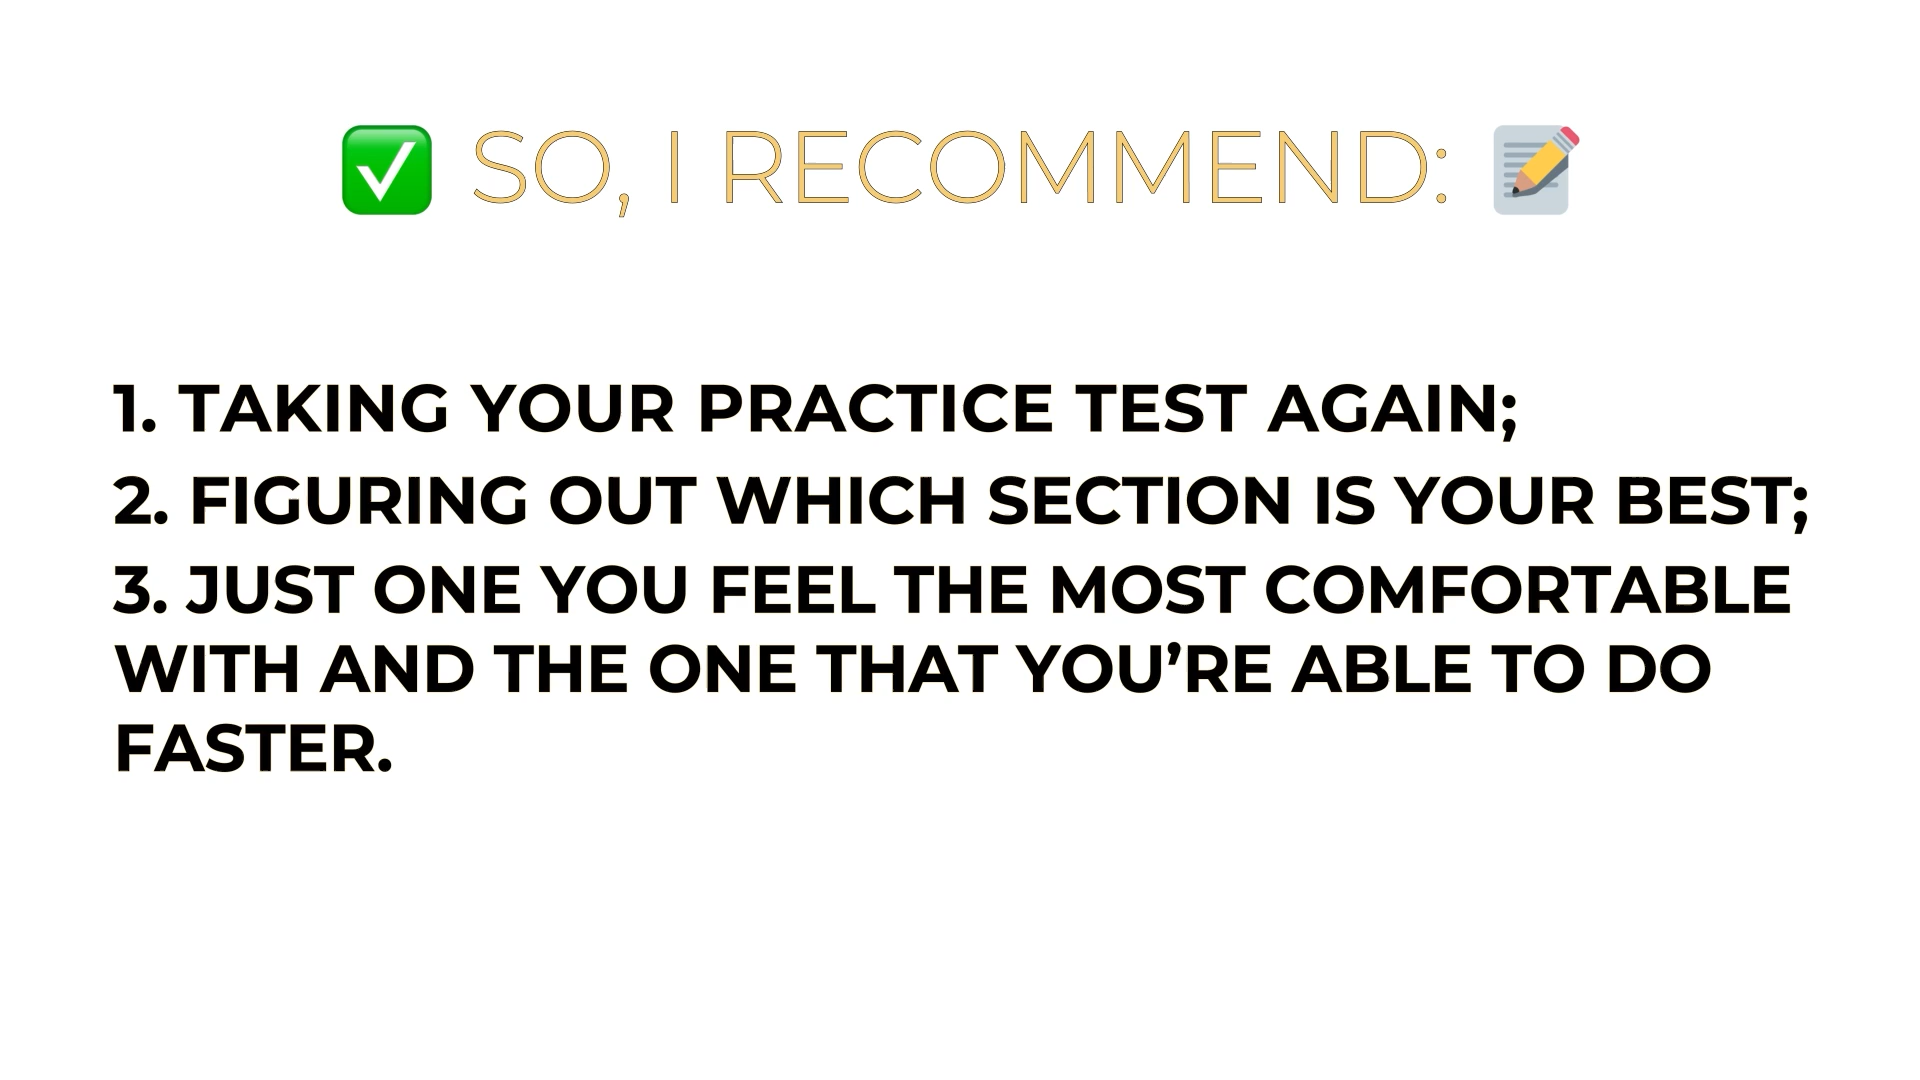 ✅ SO, I RECOMMEND: 📝
1. TAKING YOUR PRACTICE TEST AGAIN;
2. FIGURING OUT WHICH SECTION IS YOUR BEST;
3. JUST ONE YOU FEEL THE MOST COMFORTABLE
WITH AND THE ONE THAT YOU’RE ABLE TO DO
FASTER.